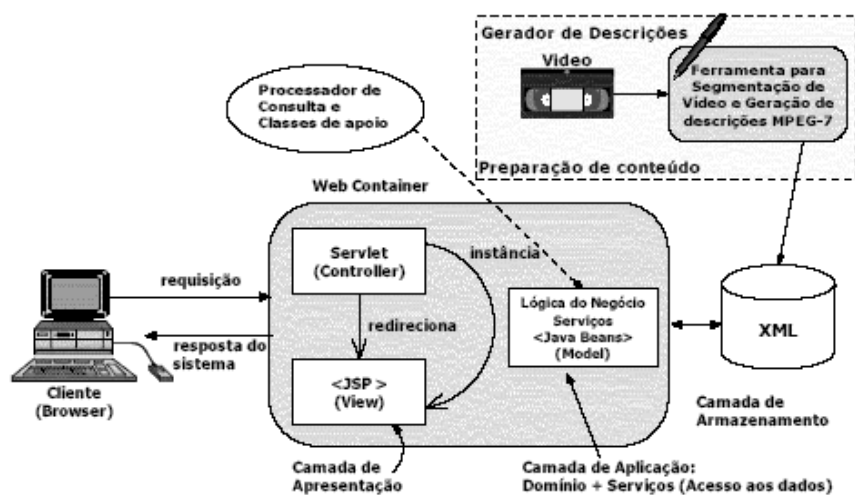 Gerador de Descrições
Video
Ferramenta para
Segmentação de
Vídeo e Geração de
descrições MPEG-7
Processador de
Consulta e
Classes de apoio
Preparação de conteúdo
Web Container
Servlet
(Controller)
instância
requisição
redireciona
resposta do
sistema
Lógica do Negócio
Serviços
<Java Beans>
(Model)
XML
<JSP >
(View)
Cliente
(Browser)
Camada de
Armazenamento
Camada de
Apresentação
Camada de Aplicação:
Domínio + Serviços (Acesso aos dados)